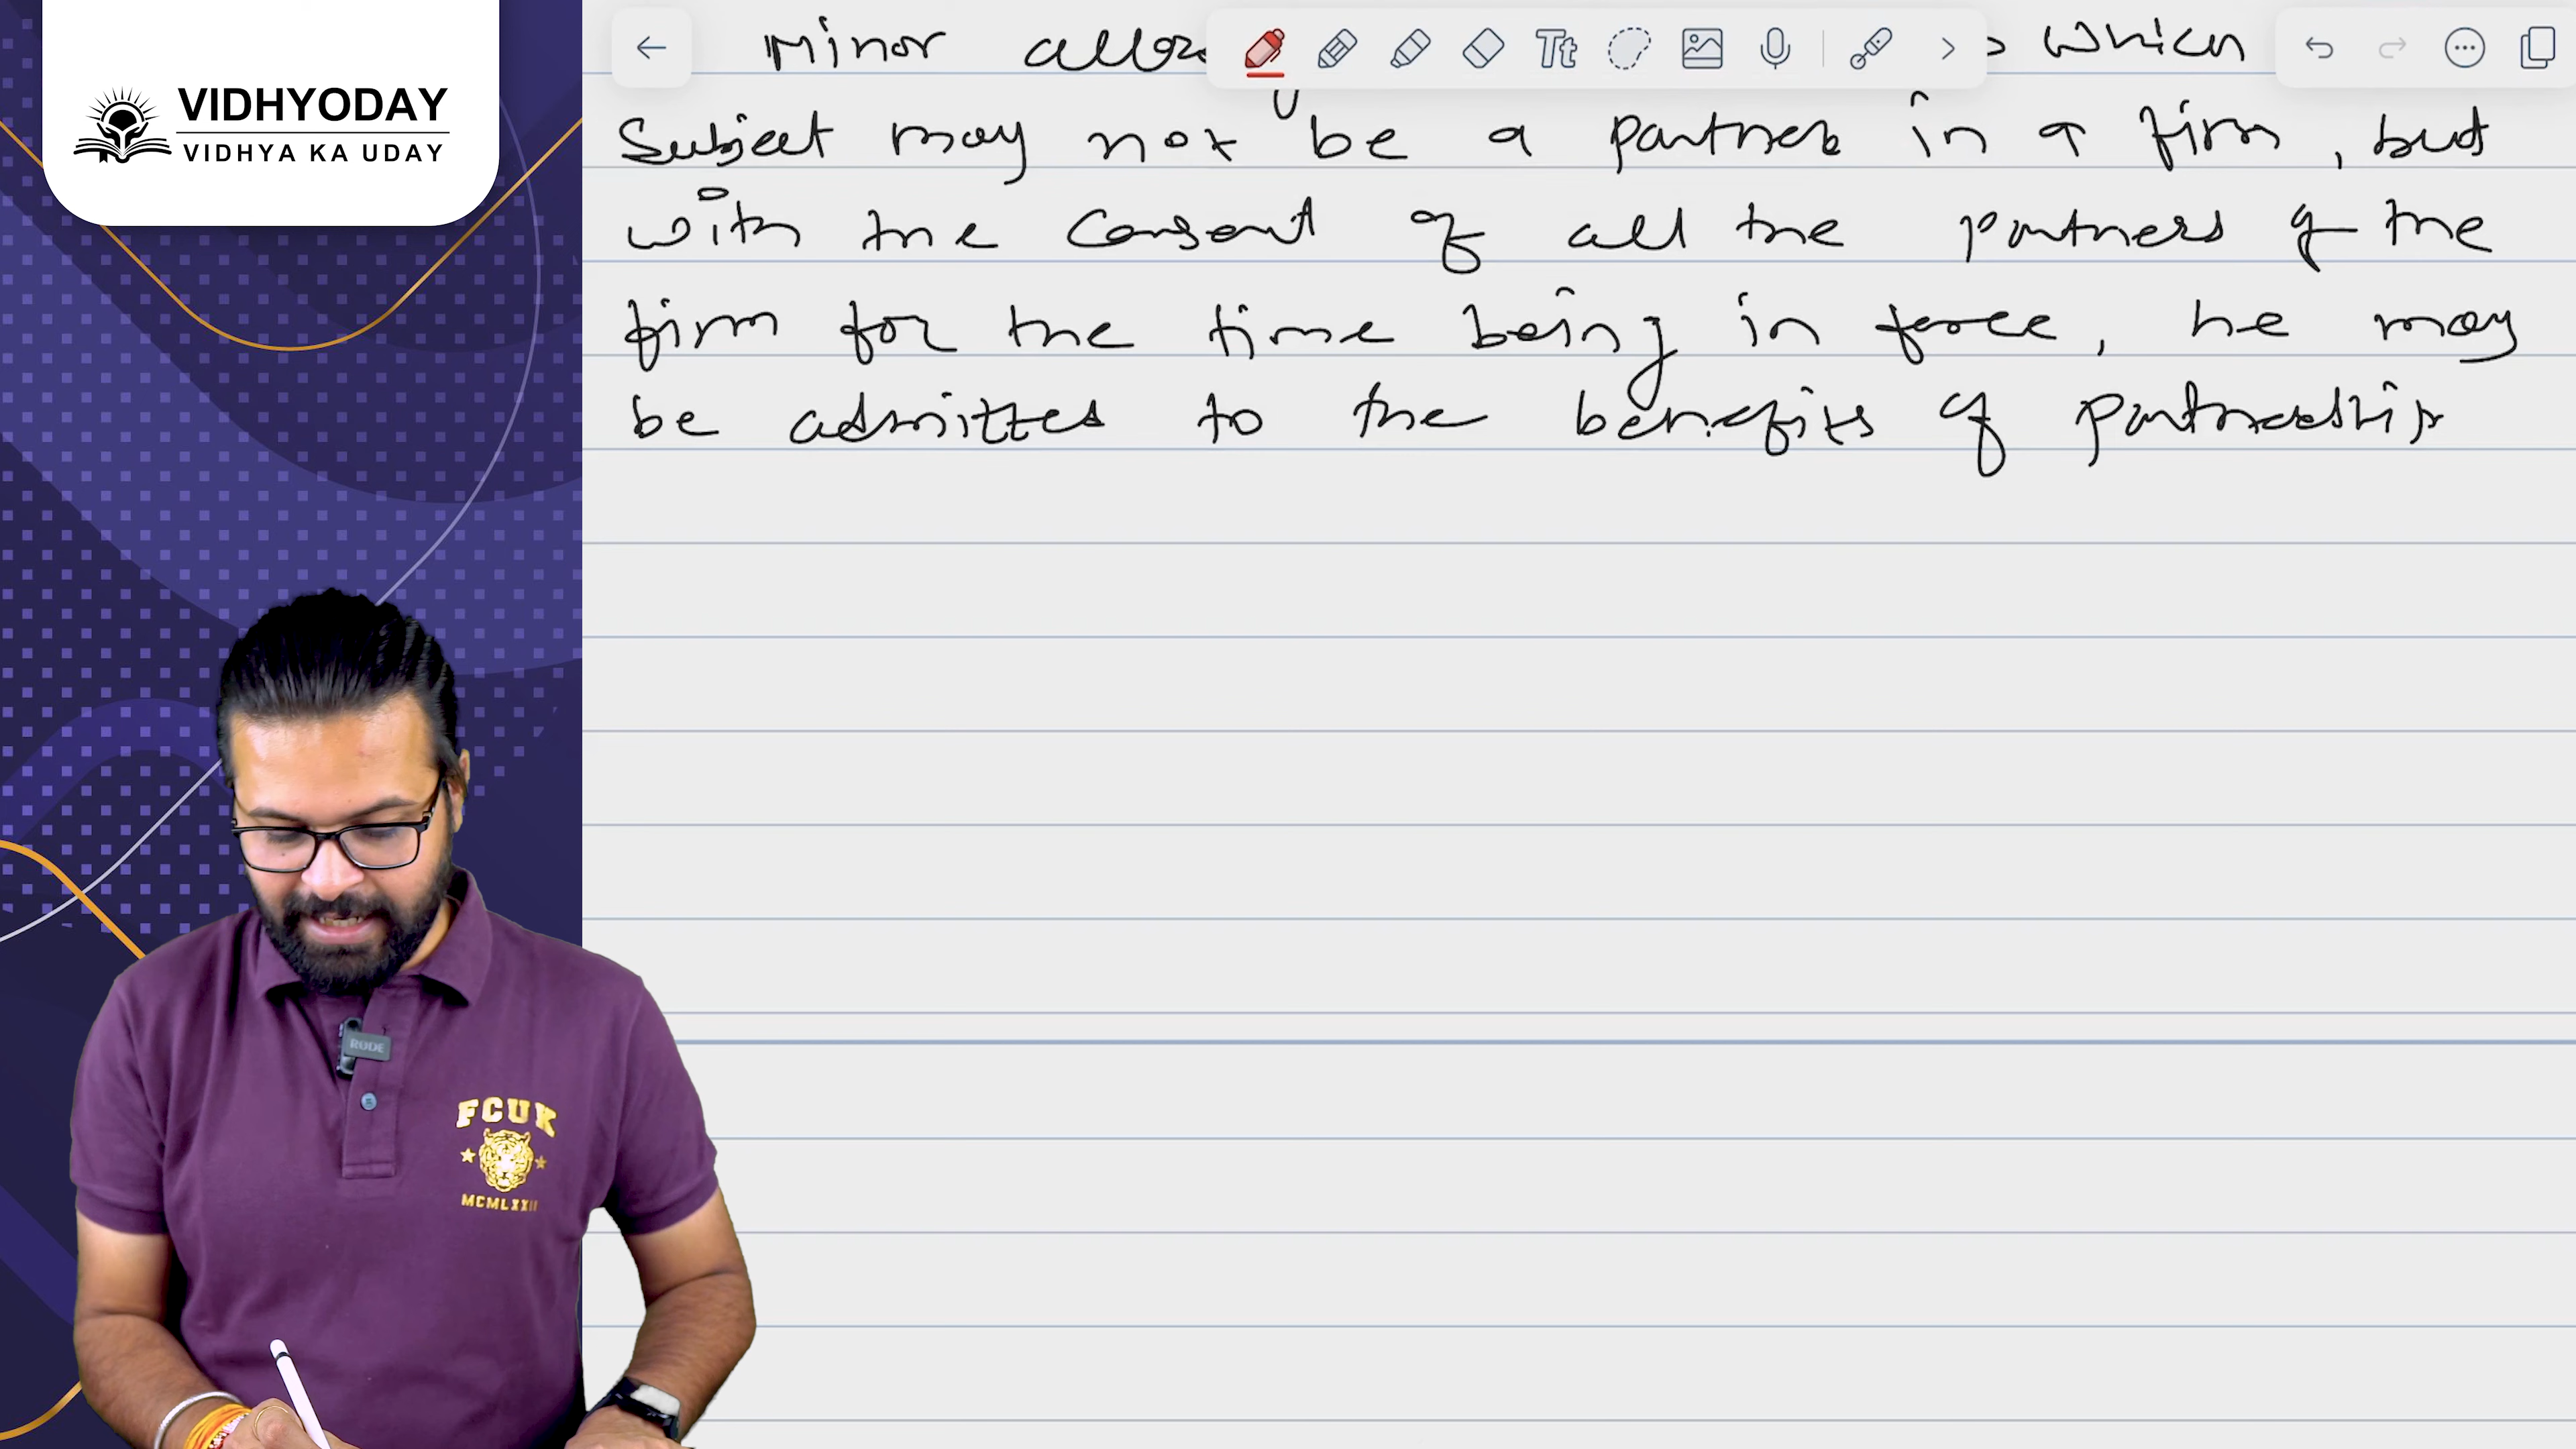 VIDHYODAY
VIDHYA KA UDAY
Minor which
Subject may not be a partner in a firm, but
with the consent of all the partners of the
firm for the time being in force, he may
be admitted to the benefits of partnership
Tt
RODE
FCUK
MCMLXXII